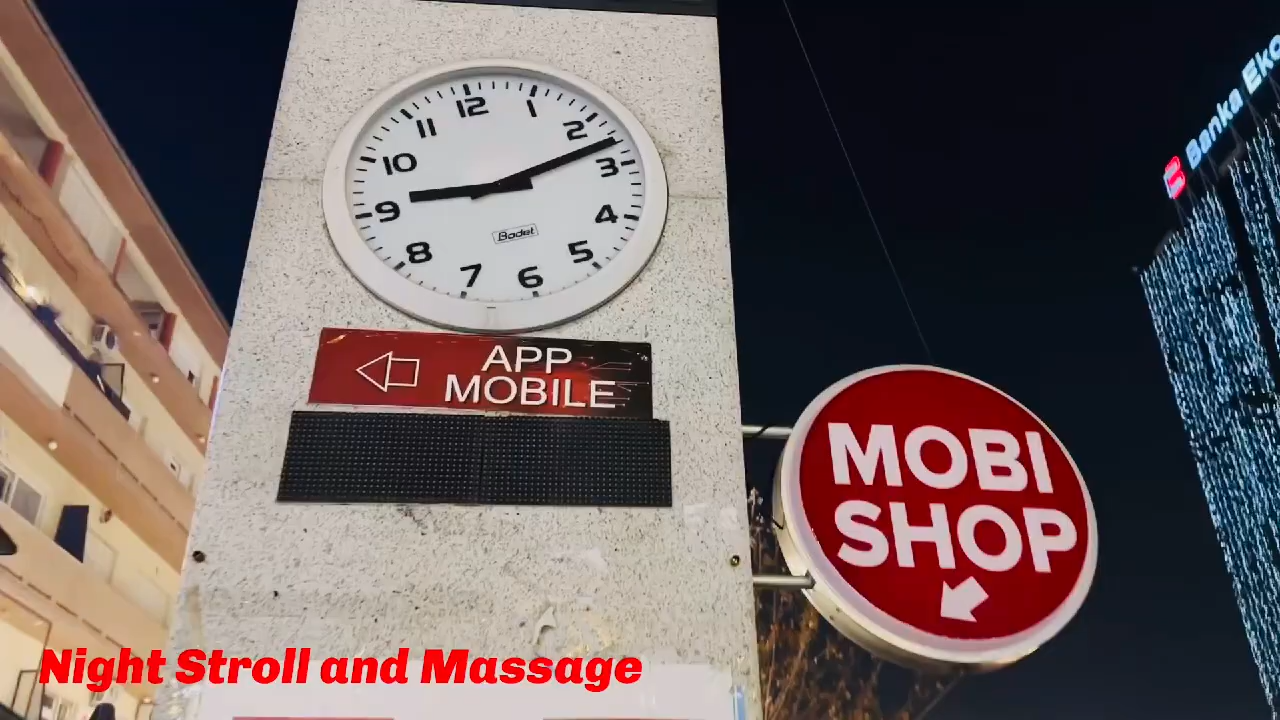 12
1
2
3
4
5
6
7
8
9
10
11
Bodet
APP
MOBILE
MOBI
SHOP
Banka Eko
Night Stroll and Massage